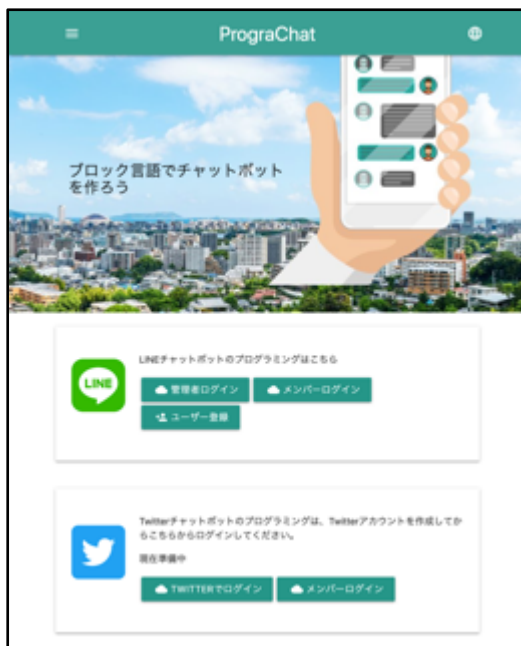 PrograChat
ブロック言語でチャットボット
を作ろう
LINEチャットボットのプログラミングはこちら
LINE
管理者ログイン
メンバーログイン
ユーザー登録
Twitterチャットボットのプログラミングは、Twitterアカウントを作成してか
らこちらからログインしてください。
現在準備中
TWITTERでログイン
メンバーログイン